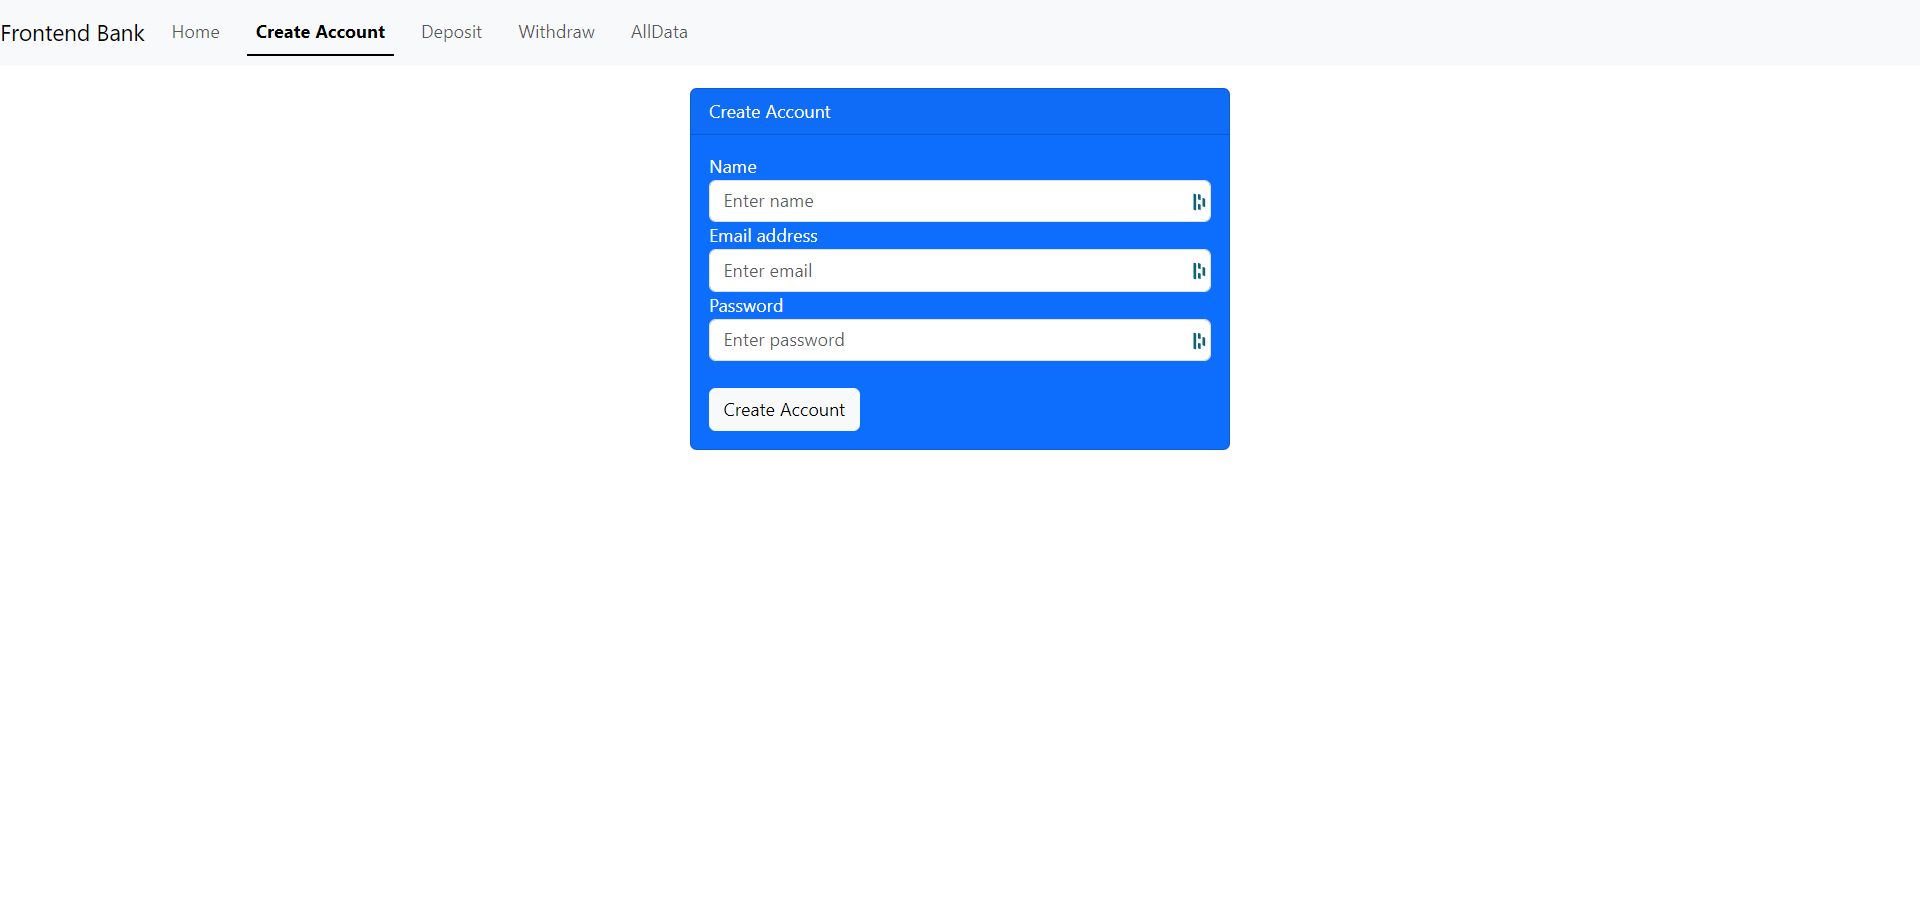 Frontend Bank Home Create Account Deposit Withdraw AllData
Create Account
Name
Enter name
Email address
Enter email
Password
Enter password
Create Account